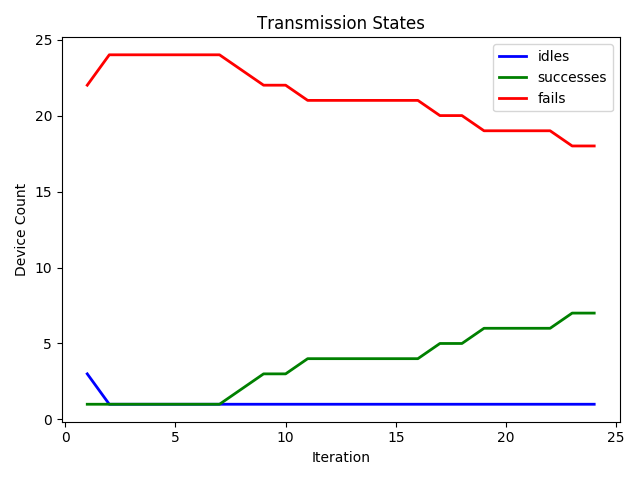 Transmission States
idles
successes
fails
Device Count
25
20
15
10
5
0
0 5 10 15 20 25
Iteration